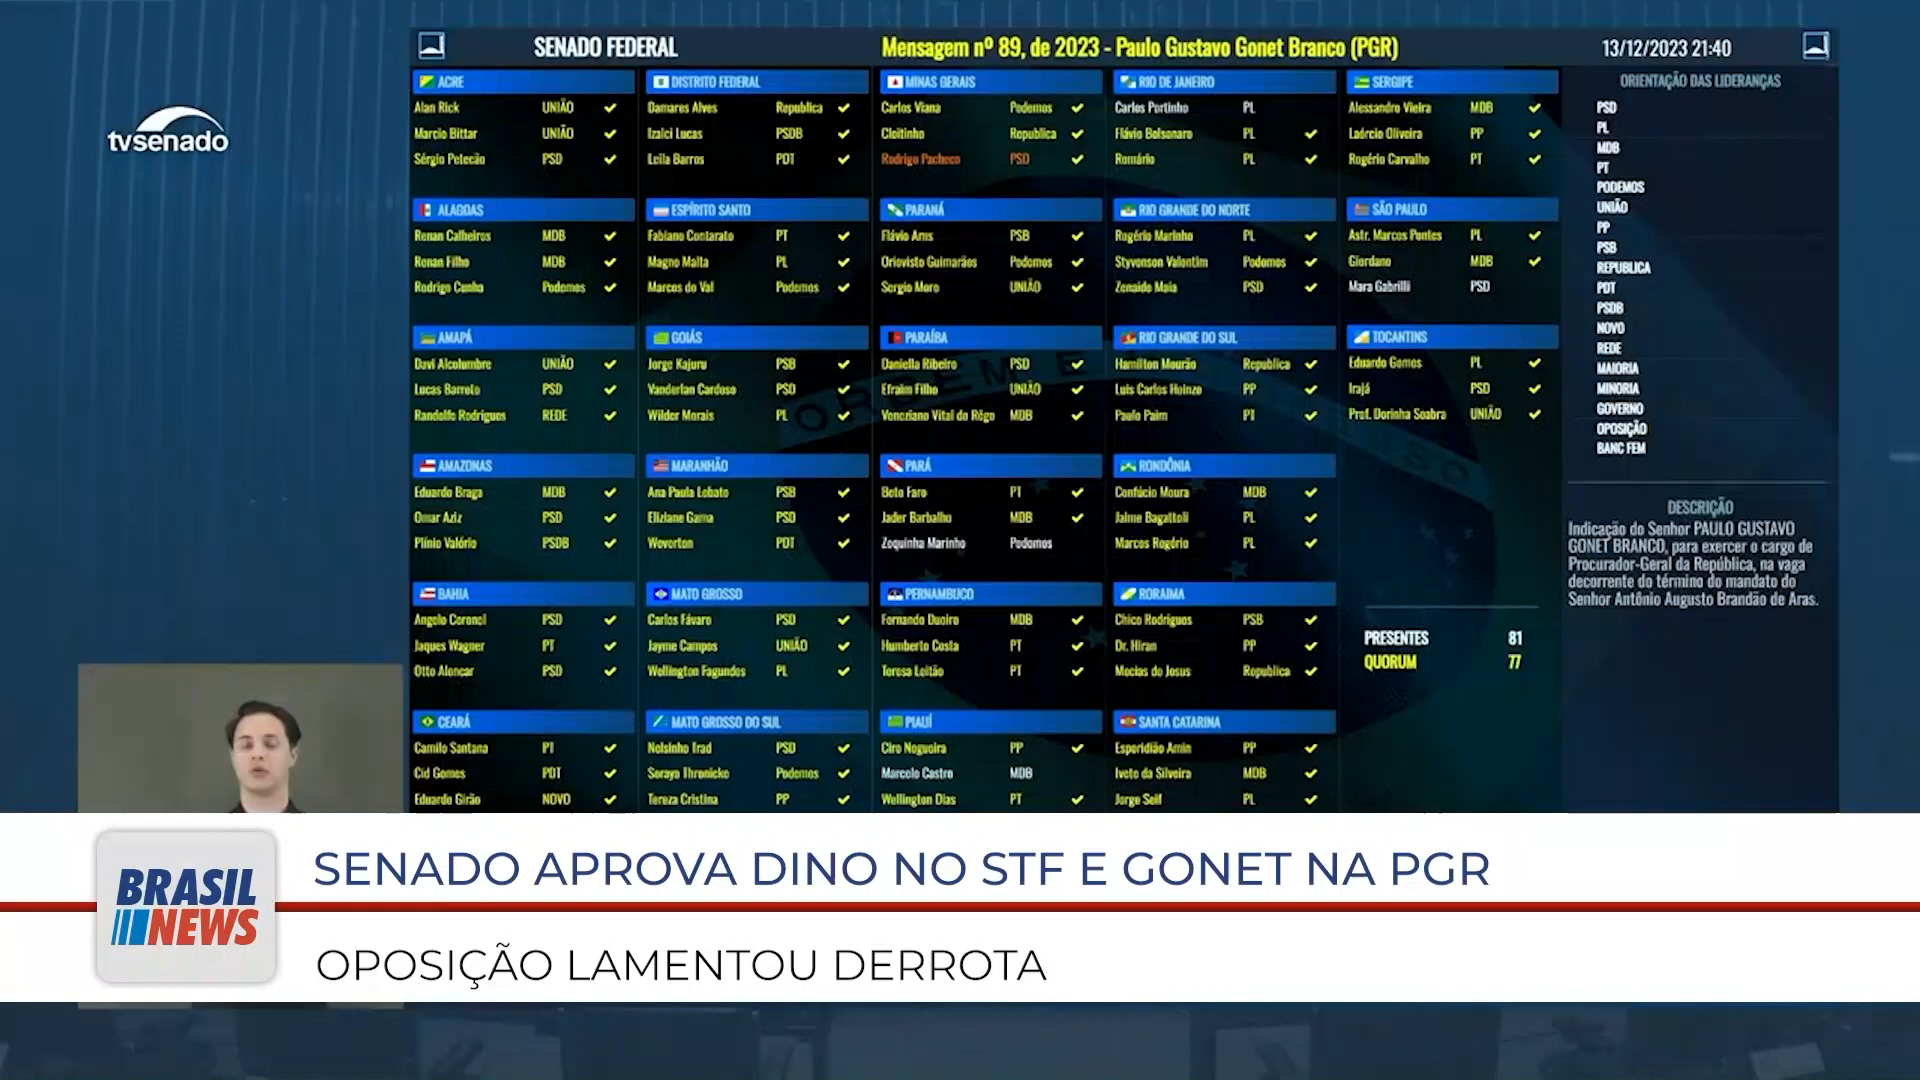 SENADO FEDERAL
Mensagem nº 89, de 2023 - Paulo Gustavo Gonet Branco (PGR)
13/12/2023 21:40
tvsenado
ACRE
Alan Rick UNIÃO
Marcio Bittar UNIÃO
Sérgio Petecão PSD
ALAGOAS
Renan Calheiros MDB
Renan Filho MDB
Rodrigo Cunha Podemos
AMAPÁ
Davi Alcolumbre UNIÃO
Lucas Barreto PSD
Randolfe Rodrigues REDE
AMAZONAS
Eduardo Braga MDB
Omar Aziz PSD
Plínio Valério PSDB
BAHIA
Angelo Coronel PSD
Jaques Wagner PT
Otto Alencar PSD
CEARÁ
Camilo Santana PT
Cid Gomes PDT
Eduardo Girão NOVO
DISTRITO FEDERAL
Damares Alves Republica
Izalci Lucas PSDB
Leila Barros PDT
ESPÍRITO SANTO
Fabiano Contarato PT
Magno Malta PL
Marcos do Val Podemos
GOIÁS
Jorge Kajuru PSB
Vanderlan Cardoso PSD
Wilder Morais PL
MARANHÃO
Ana Paula Lobato PSB
Eliziane Gama PSD
Weverton PDT
MATO GROSSO
Carlos Fávaro PSD
Jayme Campos UNIÃO
Wellington Fagundes PL
MATO GROSSO DO SUL
Nelsinho Trad PSD
Soraya Thronicke Podemos
Tereza Cristina PP
MINAS GERAIS
Carlos Viana Podemos
Cleitinho Republica
Rodrigo Pacheco PSD
PARANÁ
Flávio Arns PSB
Oriovisto Guimarães Podemos
Sergio Moro UNIÃO
PARAÍBA
Daniella Ribeiro PSD
Efraim Filho UNIÃO
Veneziano Vital do Rêgo MDB
PARÁ
Beto Faro PT
Jader Barbalho MDB
Zequinha Marinho Podemos
PERNAMBUCO
Fernando Dueire MDB
Humberto Costa PT
Teresa Leitão PT
PIAUÍ
Ciro Nogueira PP
Marcelo Castro MDB
Wellington Dias PT
RIO DE JANEIRO
Carlos Portinho PL
Flávio Bolsonaro PL
Romário PL
RIO GRANDE DO NORTE
Rogério Marinho PL
Styvenson Valentim Podemos
Zenaide Maia PSD
RIO GRANDE DO SUL
Hamilton Mourão Republica
Luis Carlos Heinze PP
Paulo Paim PT
RONDÔNIA
Confúcio Moura MDB
Jaime Bagattoli PL
Marcos Rogério PL
RORAIMA
Chico Rodrigues PSB
Dr. Hiran PP
Mecias de Jesus Republica
SANTA CATARINA
Esperidião Amin PP
Ivete da Silveira MDB
Jorge Seif PL
SERGIPE
Alessandro Vieira MDB
Laércio Oliveira PP
Rogério Carvalho PT
SÃO PAULO
Astr. Marcos Pontes PL
Giordano MDB
Mara Gabrilli PSD
TOCANTINS
Eduardo Gomes PL
Irajá PSD
Prof. Dorinha Seabra UNIÃO
PRESENTES 81
QUORUM 77
ORIENTAÇÃO DAS LIDERANÇAS
PSD
PL
MDB
PT
PODEMOS
UNIÃO
PP
PSB
REPUBLICA
PDT
PSDB
NOVO
REDE
MAIORIA
MINORIA
GOVERNO
OPOSIÇÃO
BANC FEM
DESCRIÇÃO
Indicação do Senhor PAULO GUSTAVO
GONET BRANCO, para exercer o cargo de
Procurador-Geral da República, na vaga
decorrente do término do mandato do
Senhor Antônio Augusto Brandão de Aras.
BRASIL
NEWS
SENADO APROVA DINO NO STF E GONET NA PGR
OPOSIÇÃO LAMENTOU DERROTA